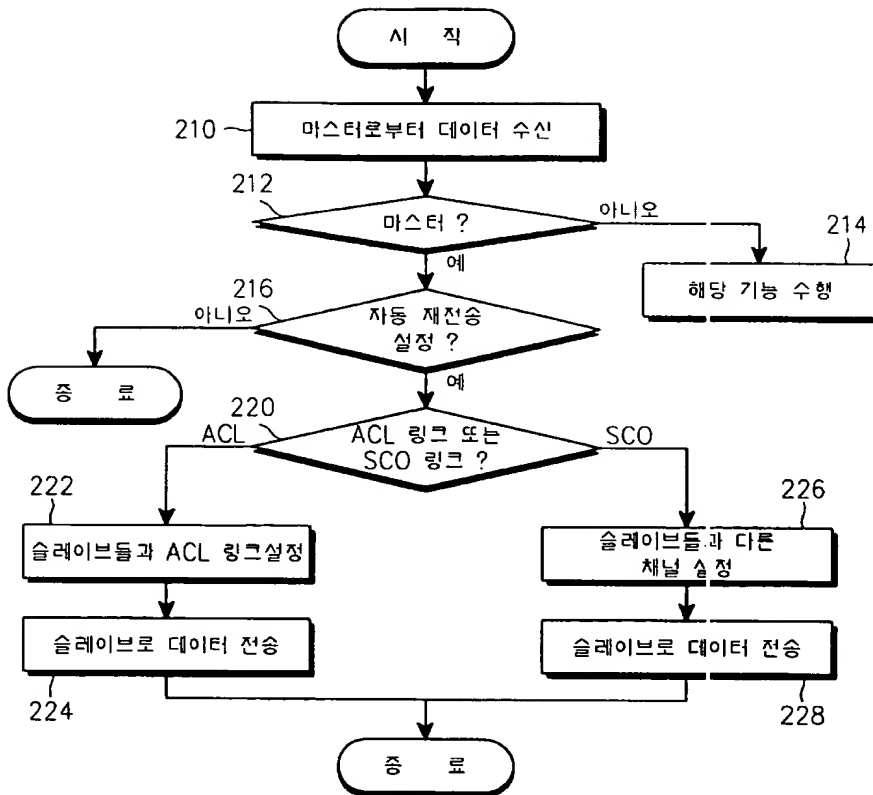 시 작
210
마스터로부터 데이터 수신
212
마스터 ?
아니오
예
214
해당 기능 수행
216
아니오
자동 재전송
설정 ?
종 료
예
220
ACL
ACL 링크 또는
SCO 링크 ?
SCO
222
슬레이브들과 ACL 링크설정
226
슬레이브들과 다른
채널 설정
슬레이브로 데이터 전송
224
슬레이브로 데이터 전송
228
종 료